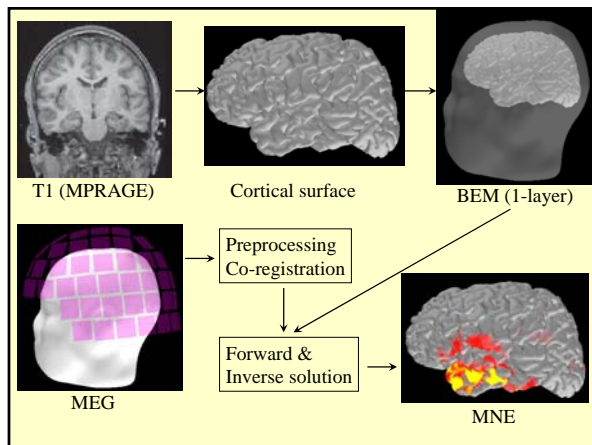 T1 (MPRAGE)
Cortical surface
BEM (1-layer)
Preprocessing
Co-registration
Forward &
Inverse solution
MEG
MNE